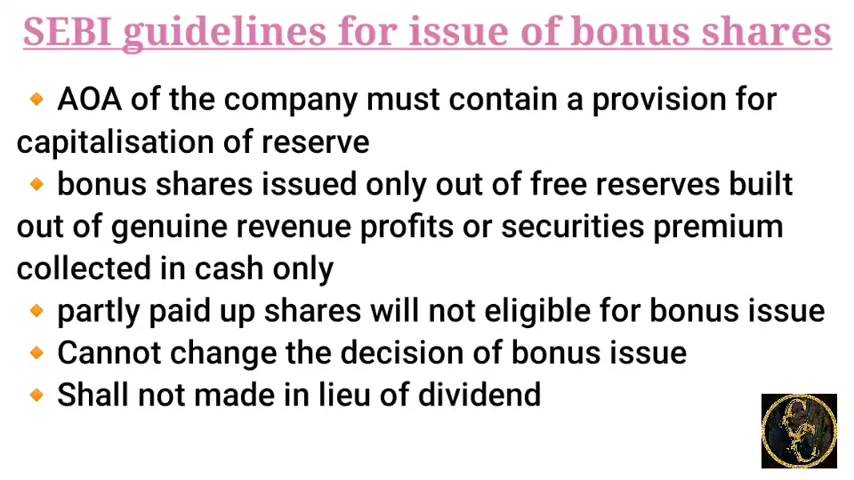 SEBI guidelines for issue of bonus shares
🔸 AOA of the company must contain a provision for
capitalisation of reserve
🔸 bonus shares issued only out of free reserves built
out of genuine revenue profits or securities premium
collected in cash only
🔸 partly paid up shares will not eligible for bonus issue
🔸 Cannot change the decision of bonus issue
🔸 Shall not made in lieu of dividend